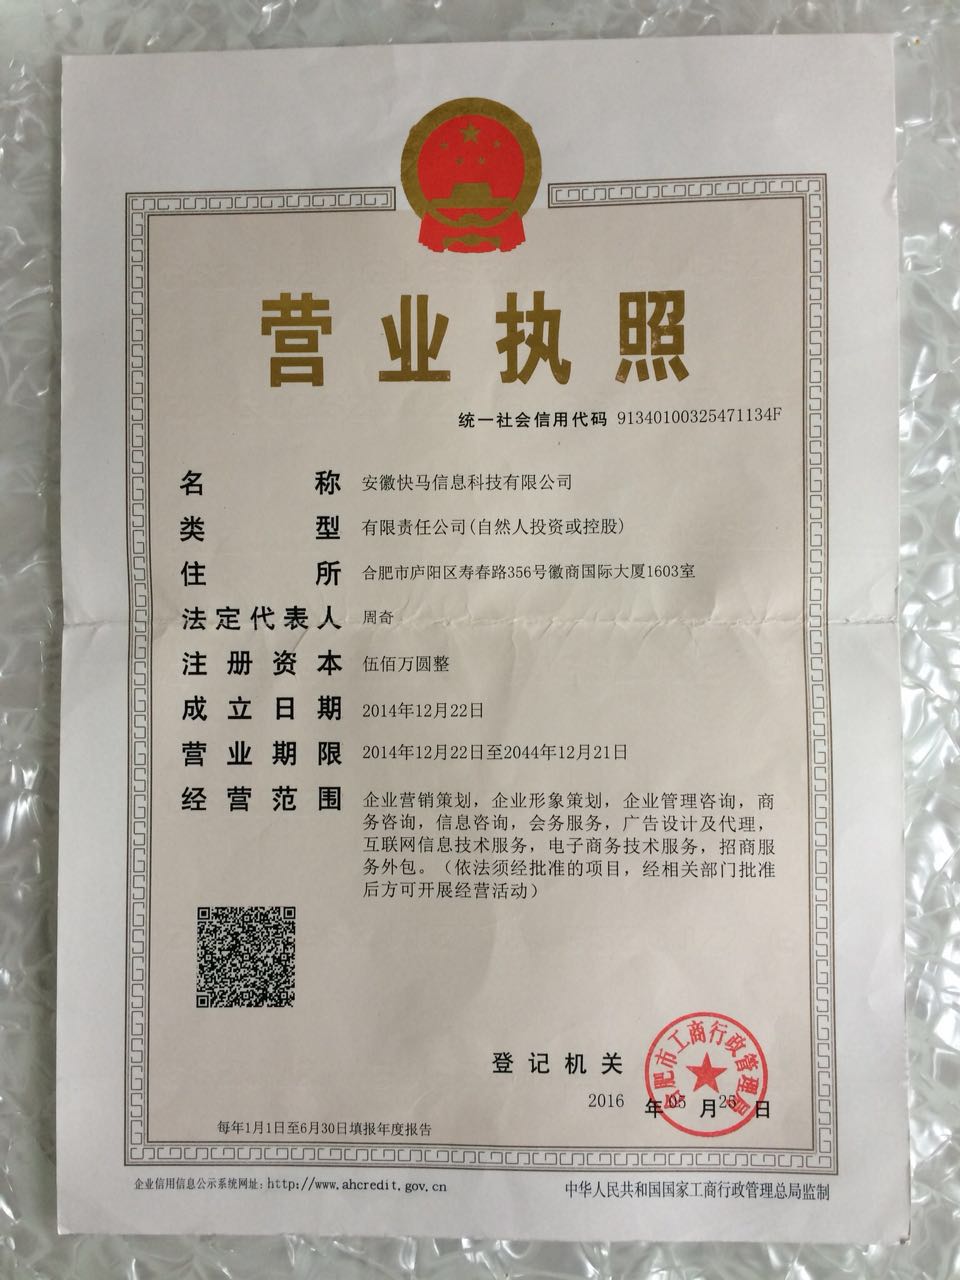 营业执照
统一社会信用代码 91340100325471134F
名称 安徽快马信息科技有限公司
类型 有限责任公司(自然人投资或控股)
住所 合肥市庐阳区寿春路356号徽商国际大厦1603室
法定代表人 周奇
注册资本 伍佰万圆整
成立日期 2014年12月22日
营业期限 2014年12月22日至2044年12月21日
经营范围 企业营销策划，企业形象策划，企业管理咨询，商
务咨询，信息咨询，会务服务，广告设计及代理，
互联网信息技术服务，电子商务技术服务，招商服
务外包。（依法须经批准的项目，经相关部门批准
后方可开展经营活动）
登记机关
合肥市工商行政管理局
2016 年 05 月 25 日
每年1月1日至6月30日填报年度报告
企业信用信息公示系统网址：http://www.ahcredit.gov.cn
中华人民共和国国家工商行政管理总局监制